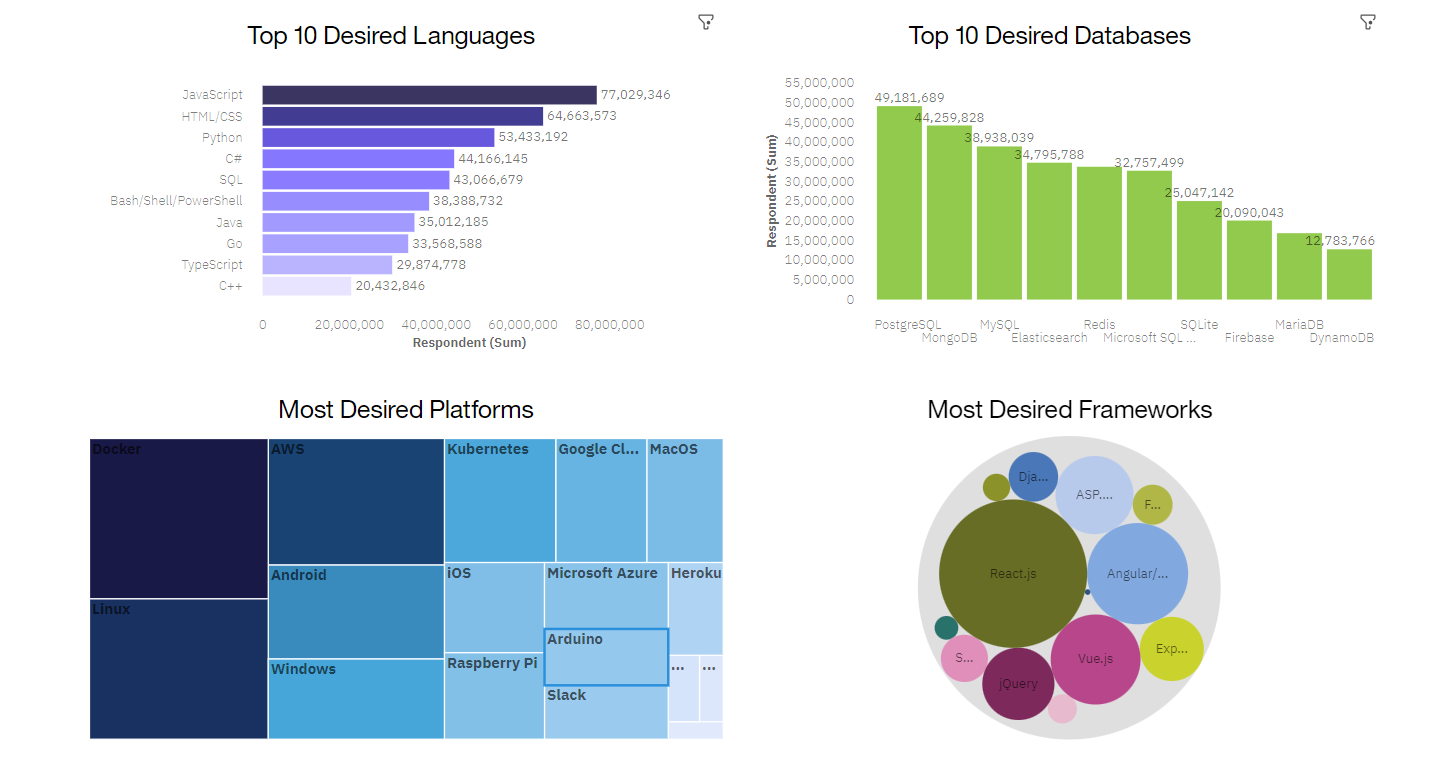 Top 10 Desired Languages
JavaScript 77,029,346
HTML/CSS 64,663,573
Python 53,433,192
C# 44,166,145
SQL 43,066,679
Bash/Shell/PowerShell 38,388,732
Java 35,012,185
Go 33,568,588
TypeScript 29,874,778
C++ 20,432,846
0 20,000,000 40,000,000 60,000,000 80,000,000
Respondent (Sum)
Top 10 Desired Databases
Respondent (Sum)
55,000,000
50,000,000
45,000,000
40,000,000
35,000,000
30,000,000
25,000,000
20,000,000
15,000,000
10,000,000
5,000,000
0
49,181,689
44,259,828
38,938,039
34,795,788
32,757,499
25,047,142
20,090,043
12,783,766
PostgreSQL MySQL Redis SQLite MariaDB
MongoDB Elasticsearch Microsoft SQL ... Firebase DynamoDB
Most Desired Platforms
Docker AWS Kubernetes Google Cl... MacOS
Android iOS Microsoft Azure Heroku
Linux
Arduino
Windows Raspberry Pi ... ...
Slack
Most Desired Frameworks
Dja...
ASP....
F...
React.js Angular/...
Exp...
S... Vue.js
jQuery